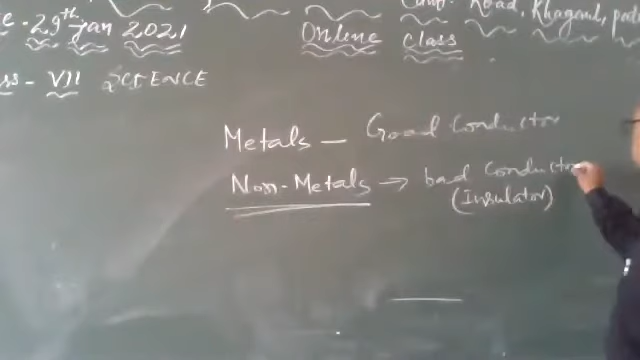 Road, Khagaul,
29th Jan 2021 Online Class
VII SCIENCE
Metals — Good Conductor
Non-Metals → bad Conductor
(Insulator)